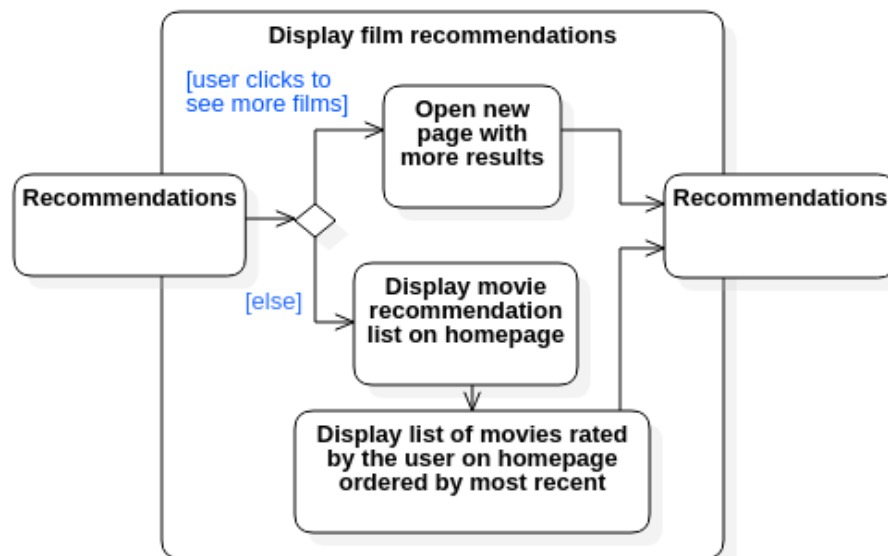 Display film recommendations
[user clicks to
see more films]
Open new
page with
more results
Recommendations
Recommendations
[else]
Display movie
recommendation
list on homepage
Display list of movies rated
by the user on homepage
ordered by most recent